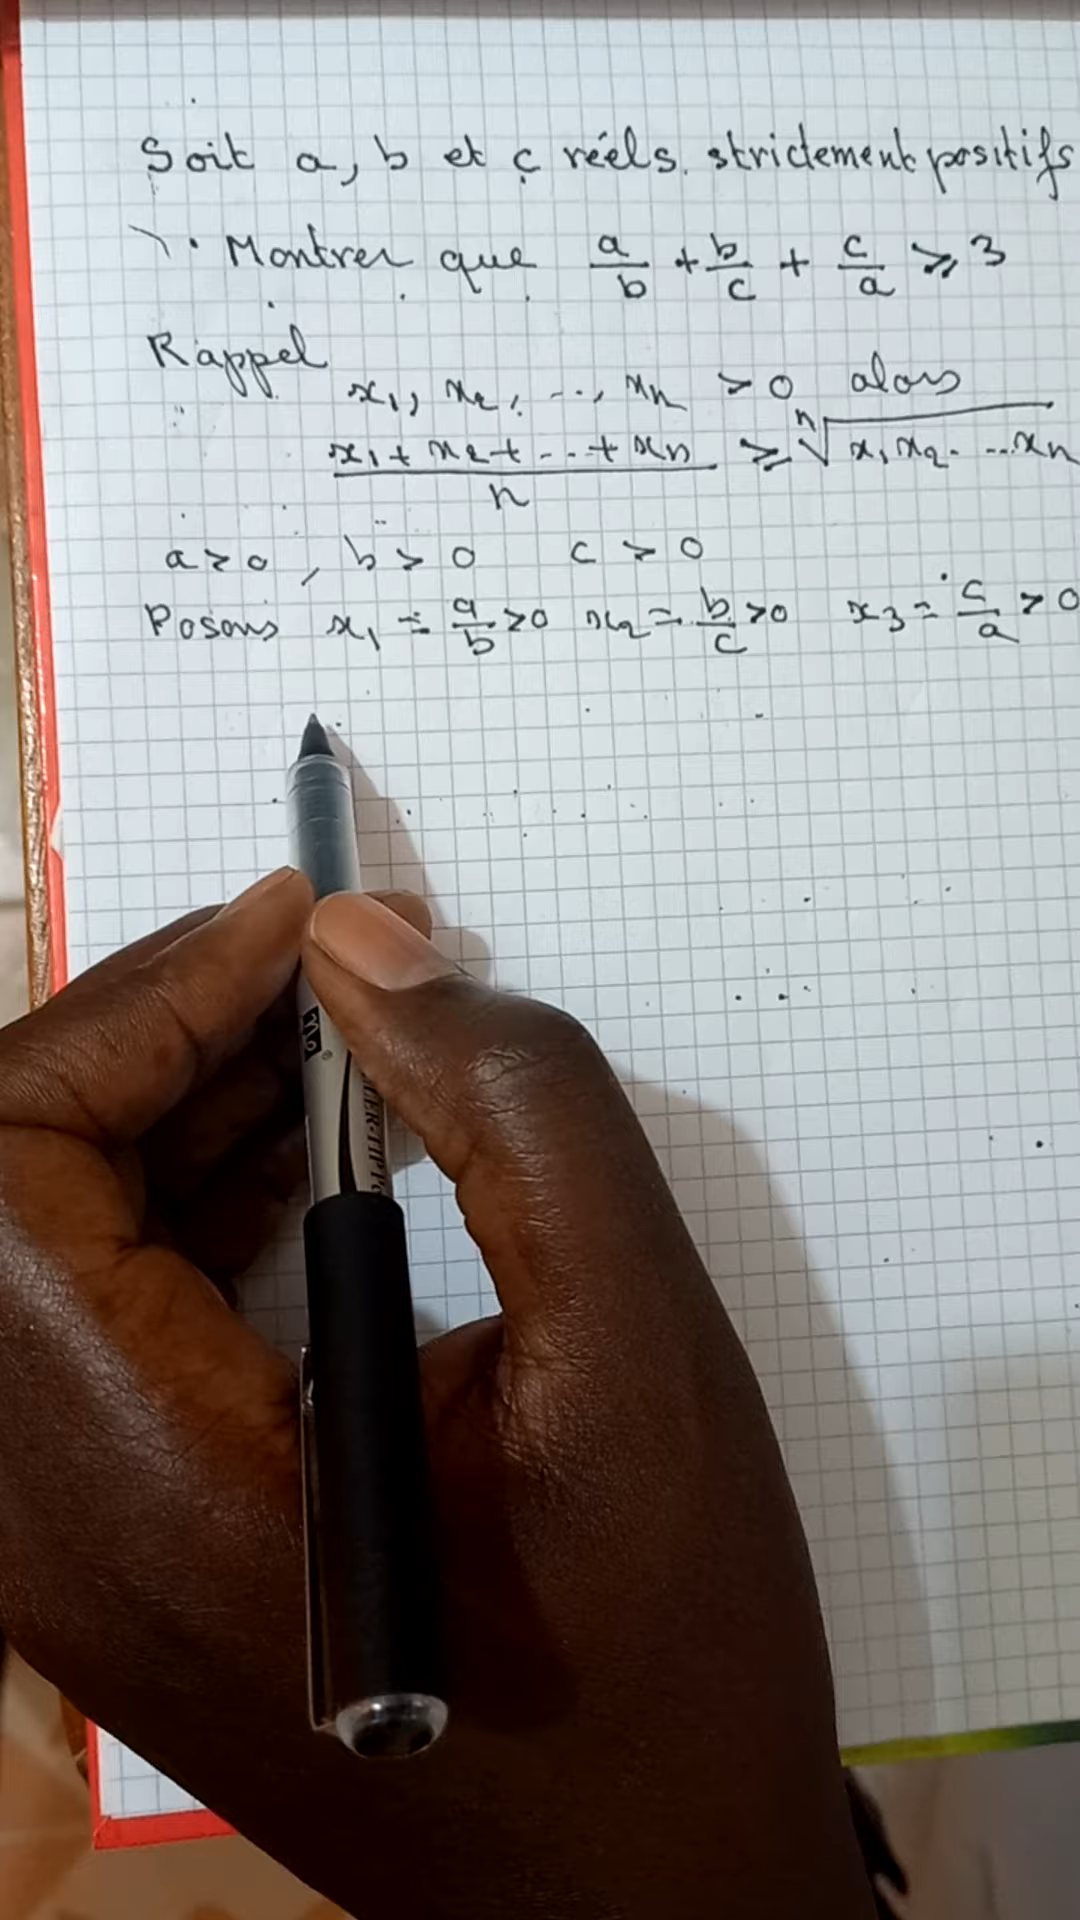 Soit a, b et c réels strictement positifs
1. Montrer que a/b + b/c + c/a ≥ 3
Rappel
x₁, x₂, ..., xₙ > 0 alors
(x₁ + x₂ + ... + xₙ)/n ≥ ⁿ√(x₁x₂...xₙ)
a > 0, b > 0 c > 0
Posons x₁ = a/b > 0 x₂ = b/c > 0 x₃ = c/a > 0